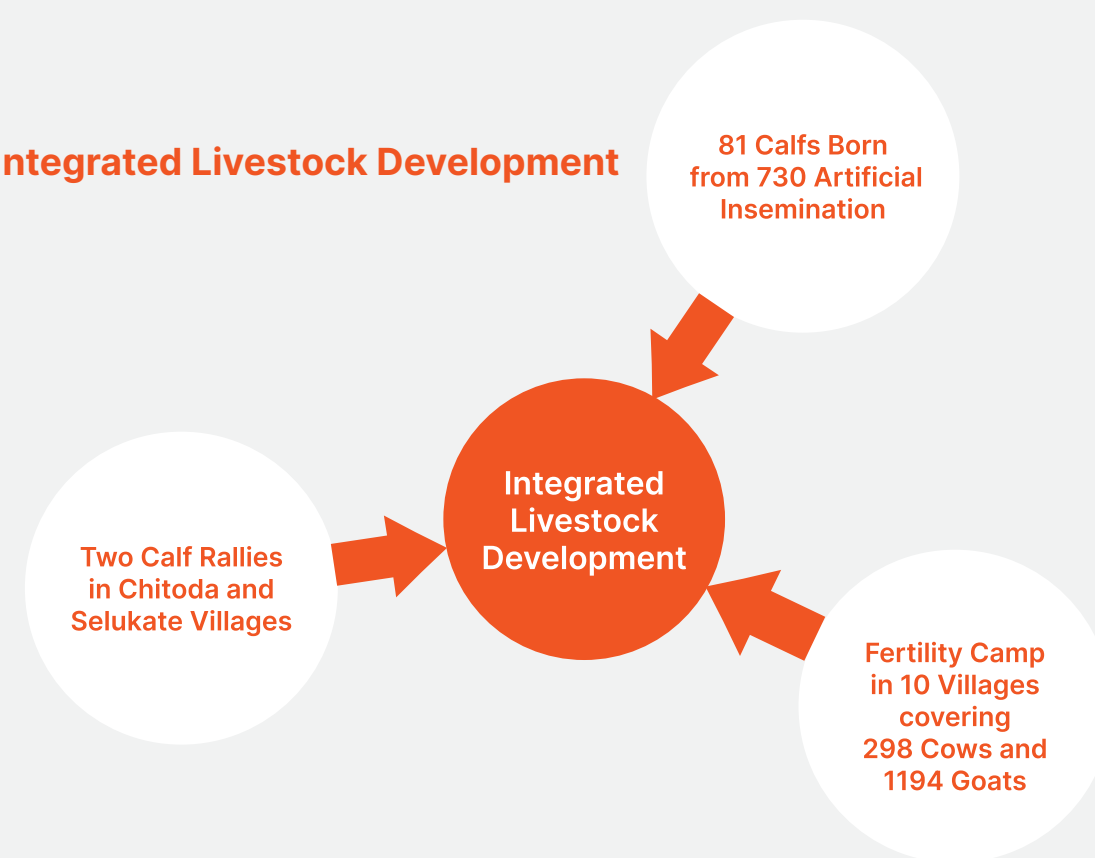 ntegrated Livestock Development
81 Calfs Born
from 730 Artificial
Insemination
Integrated
Livestock
Development
Two Calf Rallies
in Chitoda and
Selukate Villages
Fertility Camp
in 10 Villages
covering
298 Cows and
1194 Goats